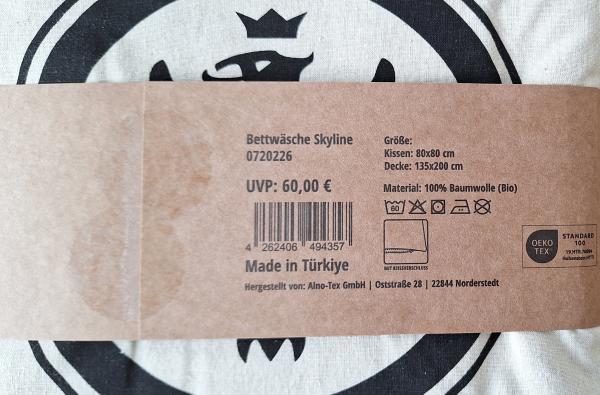 Bettwäsche Skyline
0720226
UVP: 60,00 €
4 262406 494357
Made in Türkiye
Hergestellt von: Alno-Tex GmbH | Oststraße 28 | 22844 Norderstedt
Größe:
Kissen: 80x80 cm
Decke: 135x200 cm
Material: 100% Baumwolle (Bio)
60
MIT REISSVERSCHLUSS
OEKO
TEX
STANDARD
100